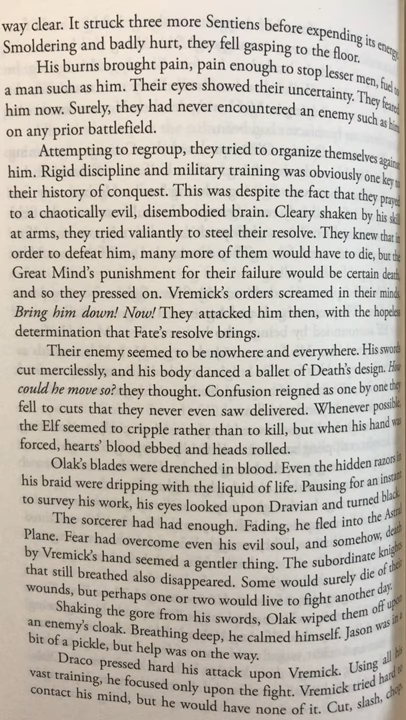 way clear. It struck three more Sentiens before expending its energy.
Smoldering and badly hurt, they fell gasping to the floor.
His burns brought pain, pain enough to stop lesser men, fuel to
a man such as him. Their eyes showed their uncertainty. They feared
him now. Surely, they had never encountered an enemy such as him
on any prior battlefield.
Attempting to regroup, they tried to organize themselves against
him. Rigid discipline and military training was obviously one key to
their history of conquest. This was despite the fact that they prayed
to a chaotically evil, disembodied brain. Cleary shaken by his skill
at arms, they tried valiantly to steel their resolve. They knew that in
order to defeat him, many more of them would have to die, but the
Great Mind's punishment for their failure would be certain death,
and so they pressed on. Vremick's orders screamed in their minds.
Bring him down! Now! They attacked him then, with the hopeless
determination that Fate's resolve brings.
Their enemy seemed to be nowhere and everywhere. His swords
cut mercilessly, and his body danced a ballet of Death's design. How
could he move so? they thought. Confusion reigned as one by one they
fell to cuts that they never even saw delivered. Whenever possible,
the Elf seemed to cripple rather than to kill, but when his hand was
forced, hearts' blood ebbed and heads rolled.
Olak's blades were drenched in blood. Even the hidden razors in
his braid were dripping with the liquid of life. Pausing for an instant
to survey his work, his eyes looked upon Dravian and turned black.
The sorcerer had had enough. Fading, he fled into the Astral
Plane. Fear had overcome even his evil soul, and somehow, death
by Vremick's hand seemed a gentler thing. The subordinate knights
that still breathed also disappeared. Some would surely die of their
wounds, but perhaps one or two would live to fight another day.
Shaking the gore from his swords, Olak wiped them off upon
an enemy's cloak. Breathing deep, he calmed himself. Jason was in a
bit of a pickle, but help was on the way.
Draco pressed hard his attack upon Vremick. Using all his
vast training, he focused only upon the fight. Vremick tried hard to
contact his mind, but he would have none of it. Cut, slash, chop,